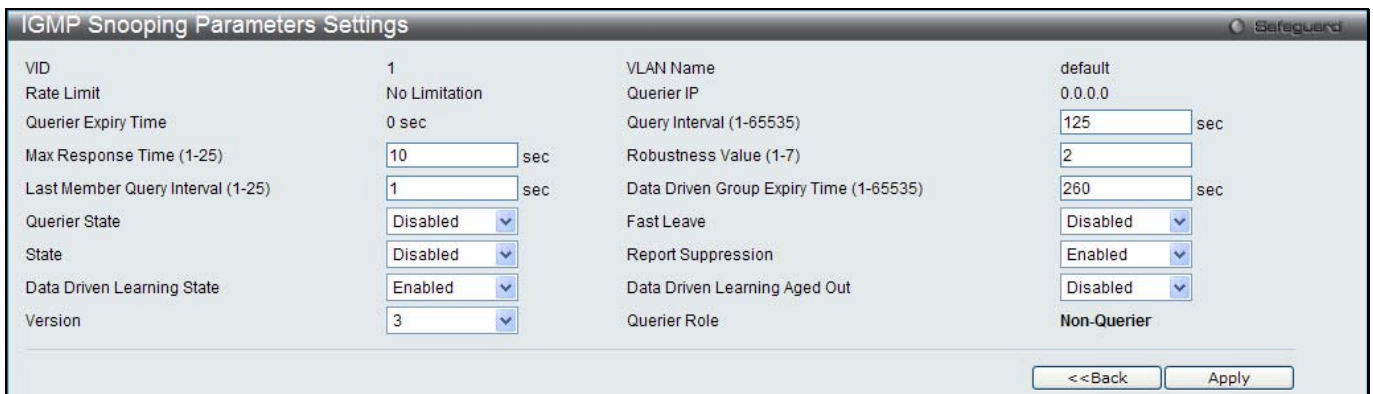 IGMP Snooping Parameters Settings Safeguard
VID 1 VLAN Name default
Rate Limit No Limitation Querier IP 0.0.0.0
Querier Expiry Time 0 sec Query Interval (1-65535) 125 sec
Max Response Time (1-25) 10 sec Robustness Value (1-7) 2
Last Member Query Interval (1-25) 1 sec Data Driven Group Expiry Time (1-65535) 260 sec
Querier State Disabled Fast Leave Disabled
State Disabled Report Suppression Enabled
Data Driven Learning State Enabled Data Driven Learning Aged Out Disabled
Version 3 Querier Role Non-Querier
<<Back Apply